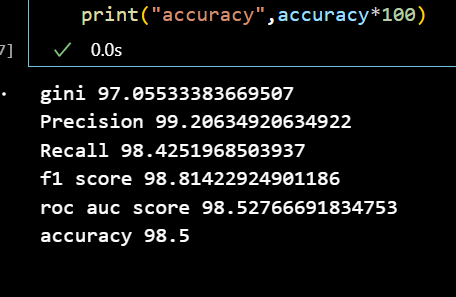 print("accuracy",accuracy*100)
7] ✓ 0.0s
gini 97.05533383669507
Precision 99.20634920634922
Recall 98.4251968503937
f1 score 98.81422924901186
roc auc score 98.52766691834753
accuracy 98.5